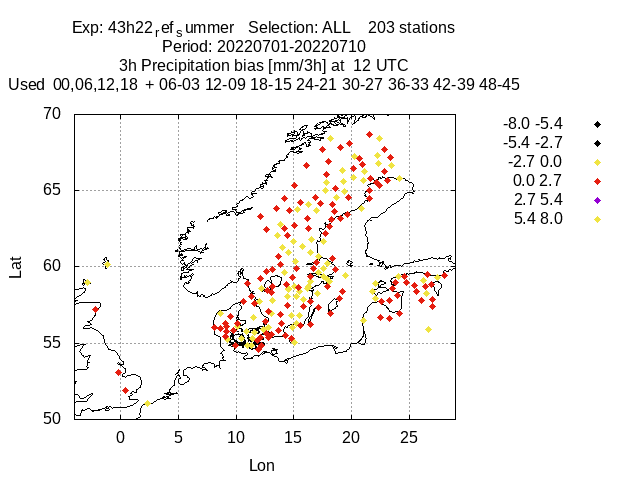 Exp: 43h22ref summer Selection: ALL 203 stations
Period: 20220701-20220710
3h Precipitation bias [mm/3h] at 12 UTC
Used 00,06,12,18 + 06-03 12-09 18-15 24-21 30-27 36-33 42-39 48-45
70
65
60
55
50
Lat
0 5 10 15 20 25
Lon
-8.0 -5.4
-5.4 -2.7
-2.7 0.0
0.0 2.7
2.7 5.4
5.4 8.0